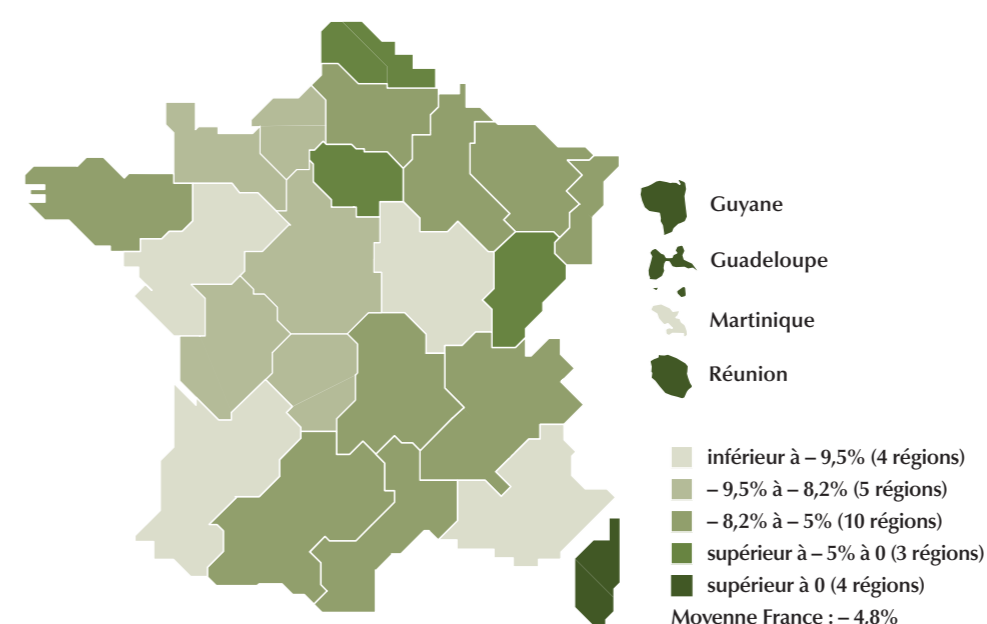 Guyane
Guadeloupe
Martinique
Réunion
inférieur à – 9,5% (4 régions)
– 9,5% à – 8,2% (5 régions)
– 8,2% à – 5% (10 régions)
supérieur à – 5% à 0 (3 régions)
supérieur à 0 (4 régions)
Moyenne France : – 4,8%